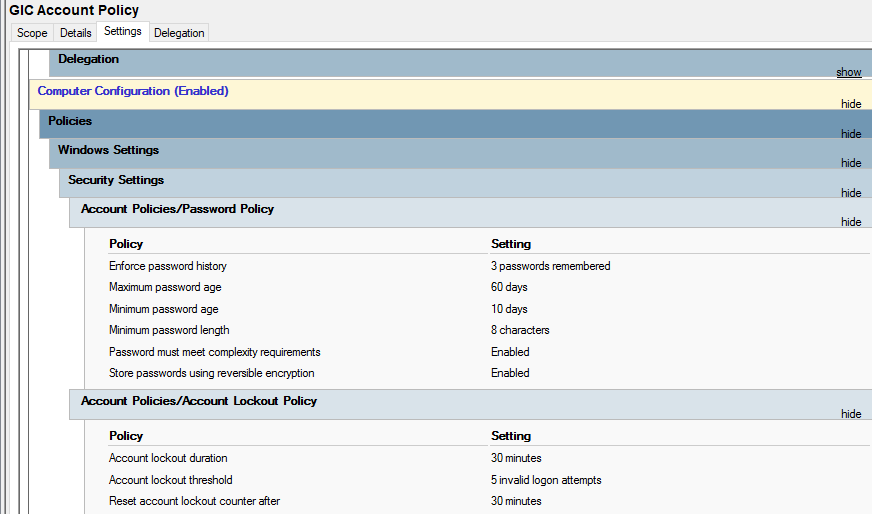 GIC Account Policy
Scope Details Settings Delegation
Delegation
show
Computer Configuration (Enabled)
hide
Policies
hide
Windows Settings
hide
Security Settings
hide
Account Policies/Password Policy
hide
Policy Setting
Enforce password history 3 passwords remembered
Maximum password age 60 days
Minimum password age 10 days
Minimum password length 8 characters
Password must meet complexity requirements Enabled
Store passwords using reversible encryption Enabled
Account Policies/Account Lockout Policy
hide
Policy Setting
Account lockout duration 30 minutes
Account lockout threshold 5 invalid logon attempts
Reset account lockout counter after 30 minutes